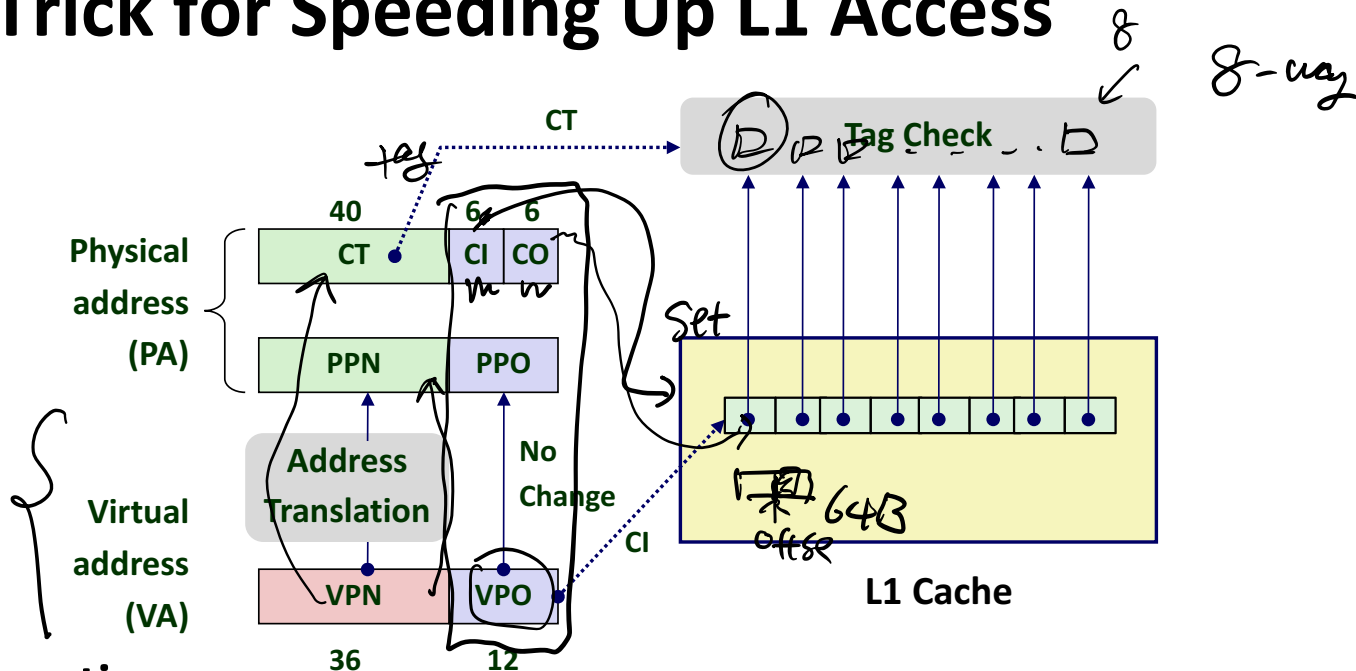 Trick for Speeding Up L1 Access
8
8-way
CT
Tag Check
tag
40
6
6
Physical
address
(PA)
CT
CI
CO
Set
PPN
PPO
Address
Translation
No
Change
64B
offse
CI
L1 Cache
Virtual
address
(VA)
VPN
VPO
36
12